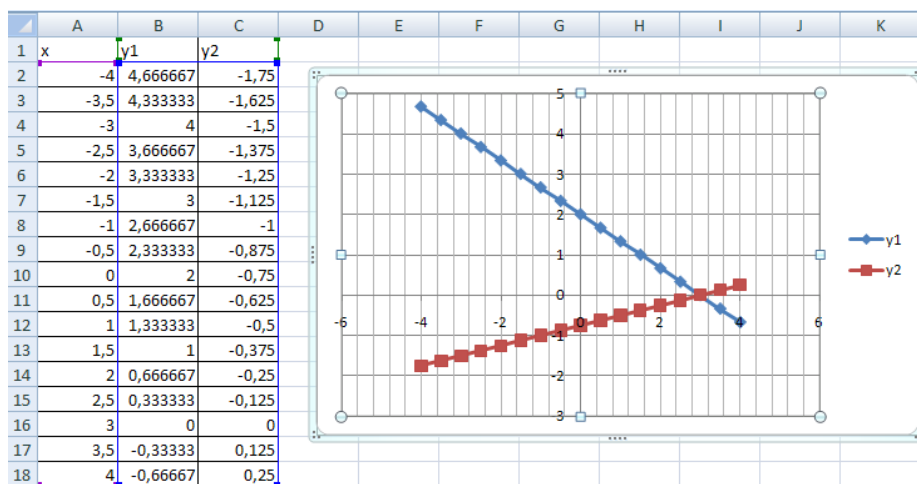 A B C D E F G H I J K
1 x y1 y2
2 -4 4,666667 -1,75
3 -3,5 4,333333 -1,625
4 -3 4 -1,5
5 -2,5 3,666667 -1,375
6 -2 3,333333 -1,25
7 -1,5 3 -1,125
8 -1 2,666667 -1
9 -0,5 2,333333 -0,875
10 0 2 -0,75
11 0,5 1,666667 -0,625
12 1 1,333333 -0,5
13 1,5 1 -0,375
14 2 0,666667 -0,25
15 2,5 0,333333 -0,125
16 3 0 0
17 3,5 -0,33333 0,125
18 4 -0,66667 0,25
5
4
3
2
1
0
-6 -4 -2 0 2 4 6
-1
-2
3
y1
y2